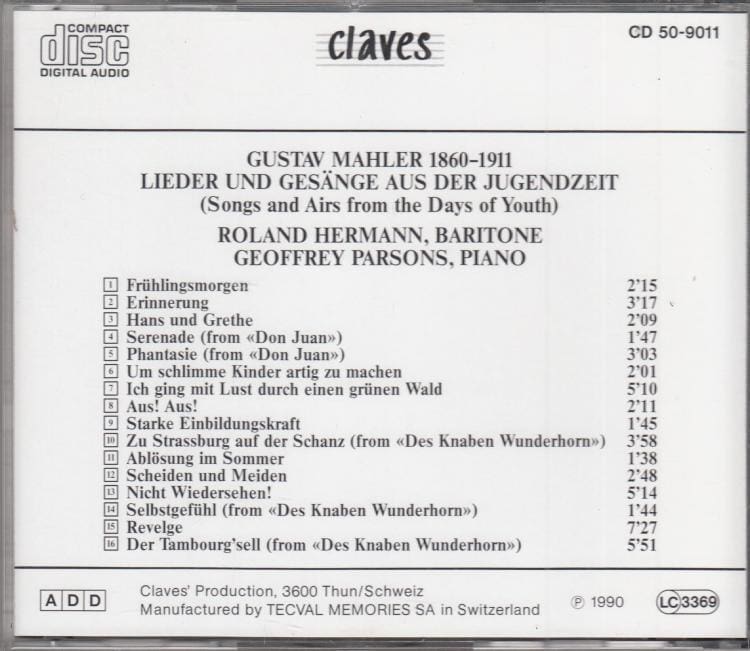 COMPACT
disc
DIGITAL AUDIO
claves
CD 50-9011
GUSTAV MAHLER 1860–1911
LIEDER UND GESÄNGE AUS DER JUGENDZEIT
(Songs and Airs from the Days of Youth)
ROLAND HERMANN, BARITONE
GEOFFREY PARSONS, PIANO
1 Frühlingsmorgen 2'15
2 Erinnerung 3'17
3 Hans und Grethe 2'09
4 Serenade (from «Don Juan») 1'47
5 Phantasie (from «Don Juan») 3'03
6 Um schlimme Kinder artig zu machen 2'01
7 Ich ging mit Lust durch einen grünen Wald 5'10
8 Aus! Aus! 2'11
9 Starke Einbildungskraft 1'45
10 Zu Strassburg auf der Schanz (from «Des Knaben Wunderhorn») 3'58
11 Ablösung im Sommer 1'38
12 Scheiden und Meiden 2'48
13 Nicht Wiedersehen! 5'14
14 Selbstgefühl (from «Des Knaben Wunderhorn») 1'44
15 Revelge 7'27
16 Der Tambourg'sell (from «Des Knaben Wunderhorn») 5'51
A D D
Claves' Production, 3600 Thun/Schweiz
Manufactured by TECVAL MEMORIES SA in Switzerland
℗ 1990
LC 3369